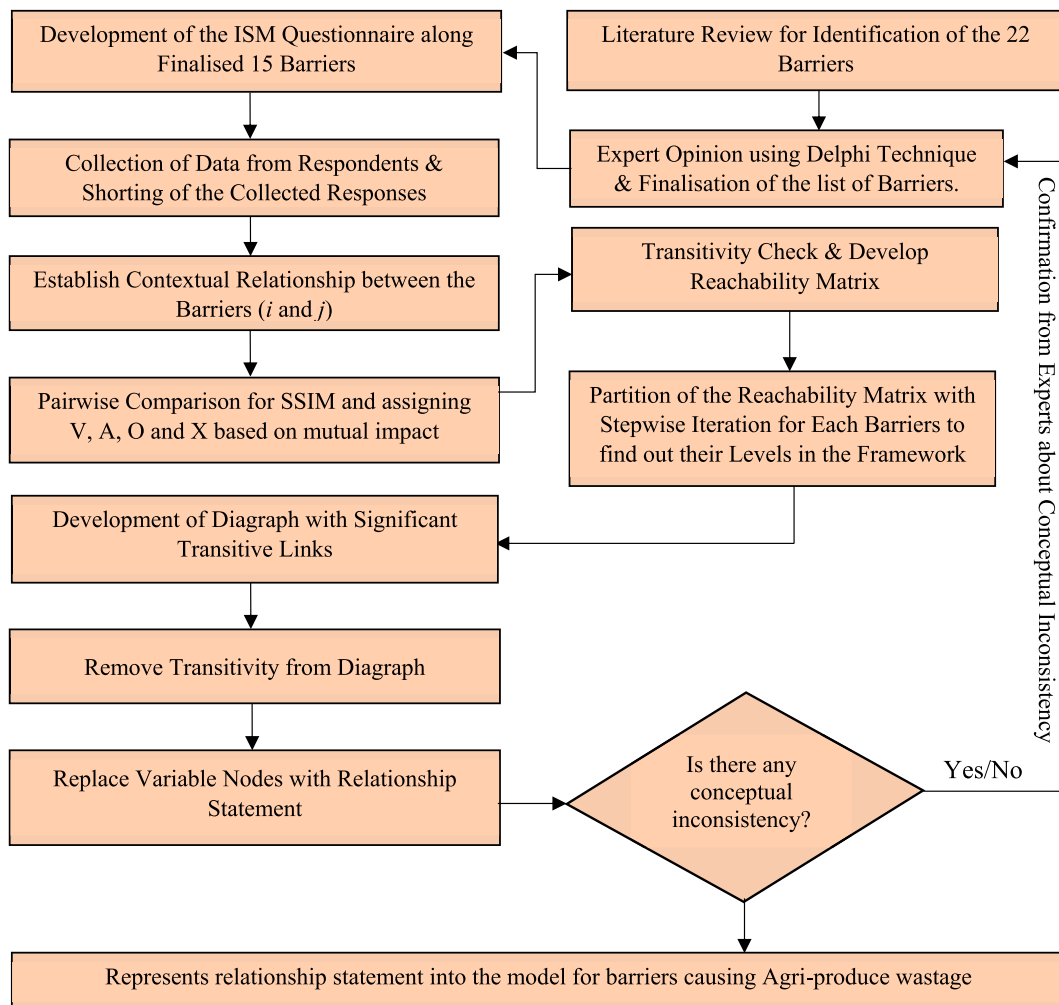 Development of the ISM Questionnaire along
Finalised 15 Barriers
Literature Review for Identification of the 22
Barriers
Collection of Data from Respondents &
Shorting of the Collected Responses
Expert Opinion using Delphi Technique
& Finalisation of the list of Barriers.
Establish Contextual Relationship between the
Barriers (i and j)
Transitivity Check & Develop
Reachability Matrix
Pairwise Comparison for SSIM and assigning
V, A, O and X based on mutual impact
Partition of the Reachability Matrix with
Stepwise Iteration for Each Barriers to
find out their Levels in the Framework
Development of Diagraph with Significant
Transitive Links
Remove Transitivity from Diagraph
Replace Variable Nodes with Relationship
Statement
Is there any
conceptual
inconsistency?
Yes/No
Confirmation from Experts about Conceptual Inconsistency
Represents relationship statement into the model for barriers causing Agri-produce wastage